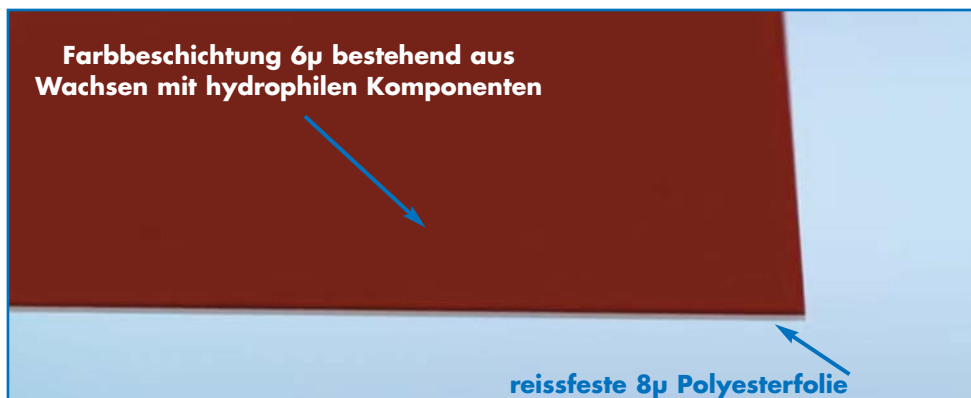 Farbbeschichtung 6µ bestehend aus
Wachsen mit hydrophilen Komponenten
reissfeste 8µ Polyesterfolie